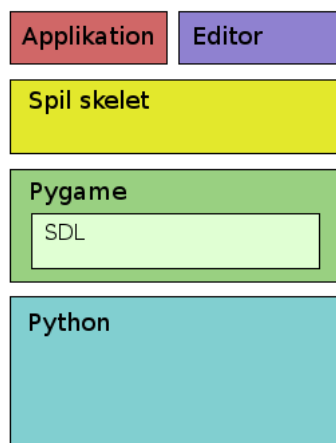 Applikation
Editor
Spil skelet
Pygame
SDL
Python